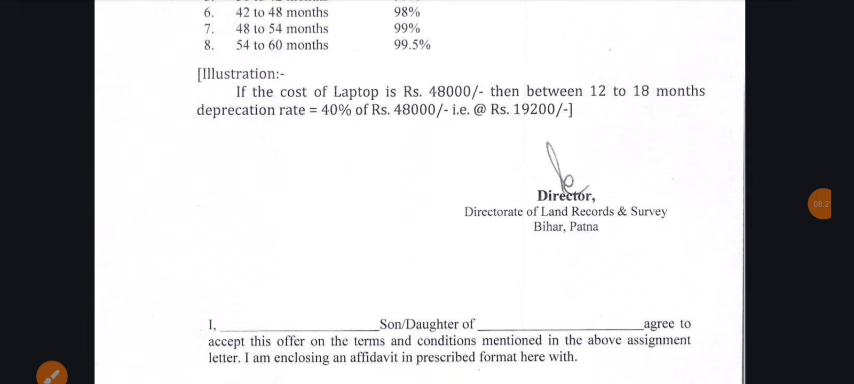 6. 42 to 48 months 98%
7. 48 to 54 months 99%
8. 54 to 60 months 99.5%
[Illustration:-
If the cost of Laptop is Rs. 48000/- then between 12 to 18 months
deprecation rate = 40% of Rs. 48000/- i.e. @ Rs. 19200/-]
Director,
Directorate of Land Records & Survey
Bihar, Patna
I, ____________________Son/Daughter of ____________________agree to
accept this offer on the terms and conditions mentioned in the above assignment
letter. I am enclosing an affidavit in prescribed format here with.